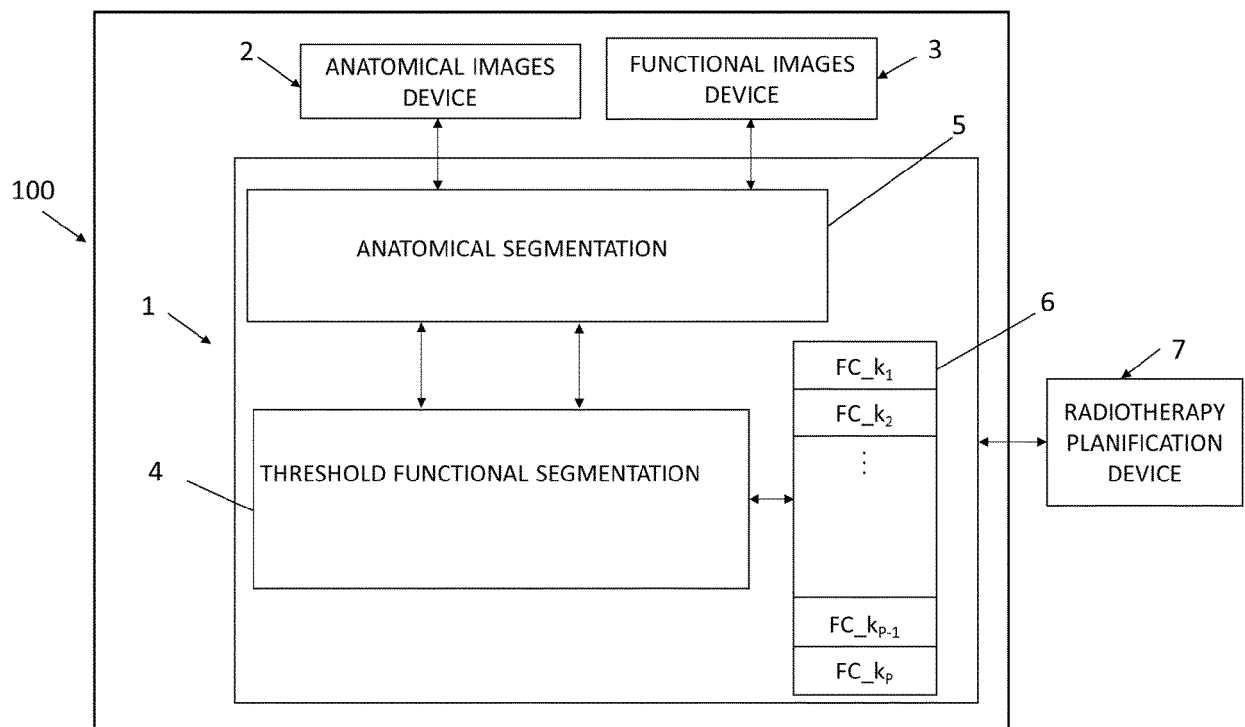 2
ANATOMICAL IMAGES
DEVICE
FUNCTIONAL IMAGES
DEVICE
3
5
100
ANATOMICAL SEGMENTATION
1
6
FC_k₁
7
FC_k₂
RADIOTHERAPY
PLANIFICATION
DEVICE
⋮
4
THRESHOLD FUNCTIONAL SEGMENTATION
FC_kₚ₋₁
FC_kₚ